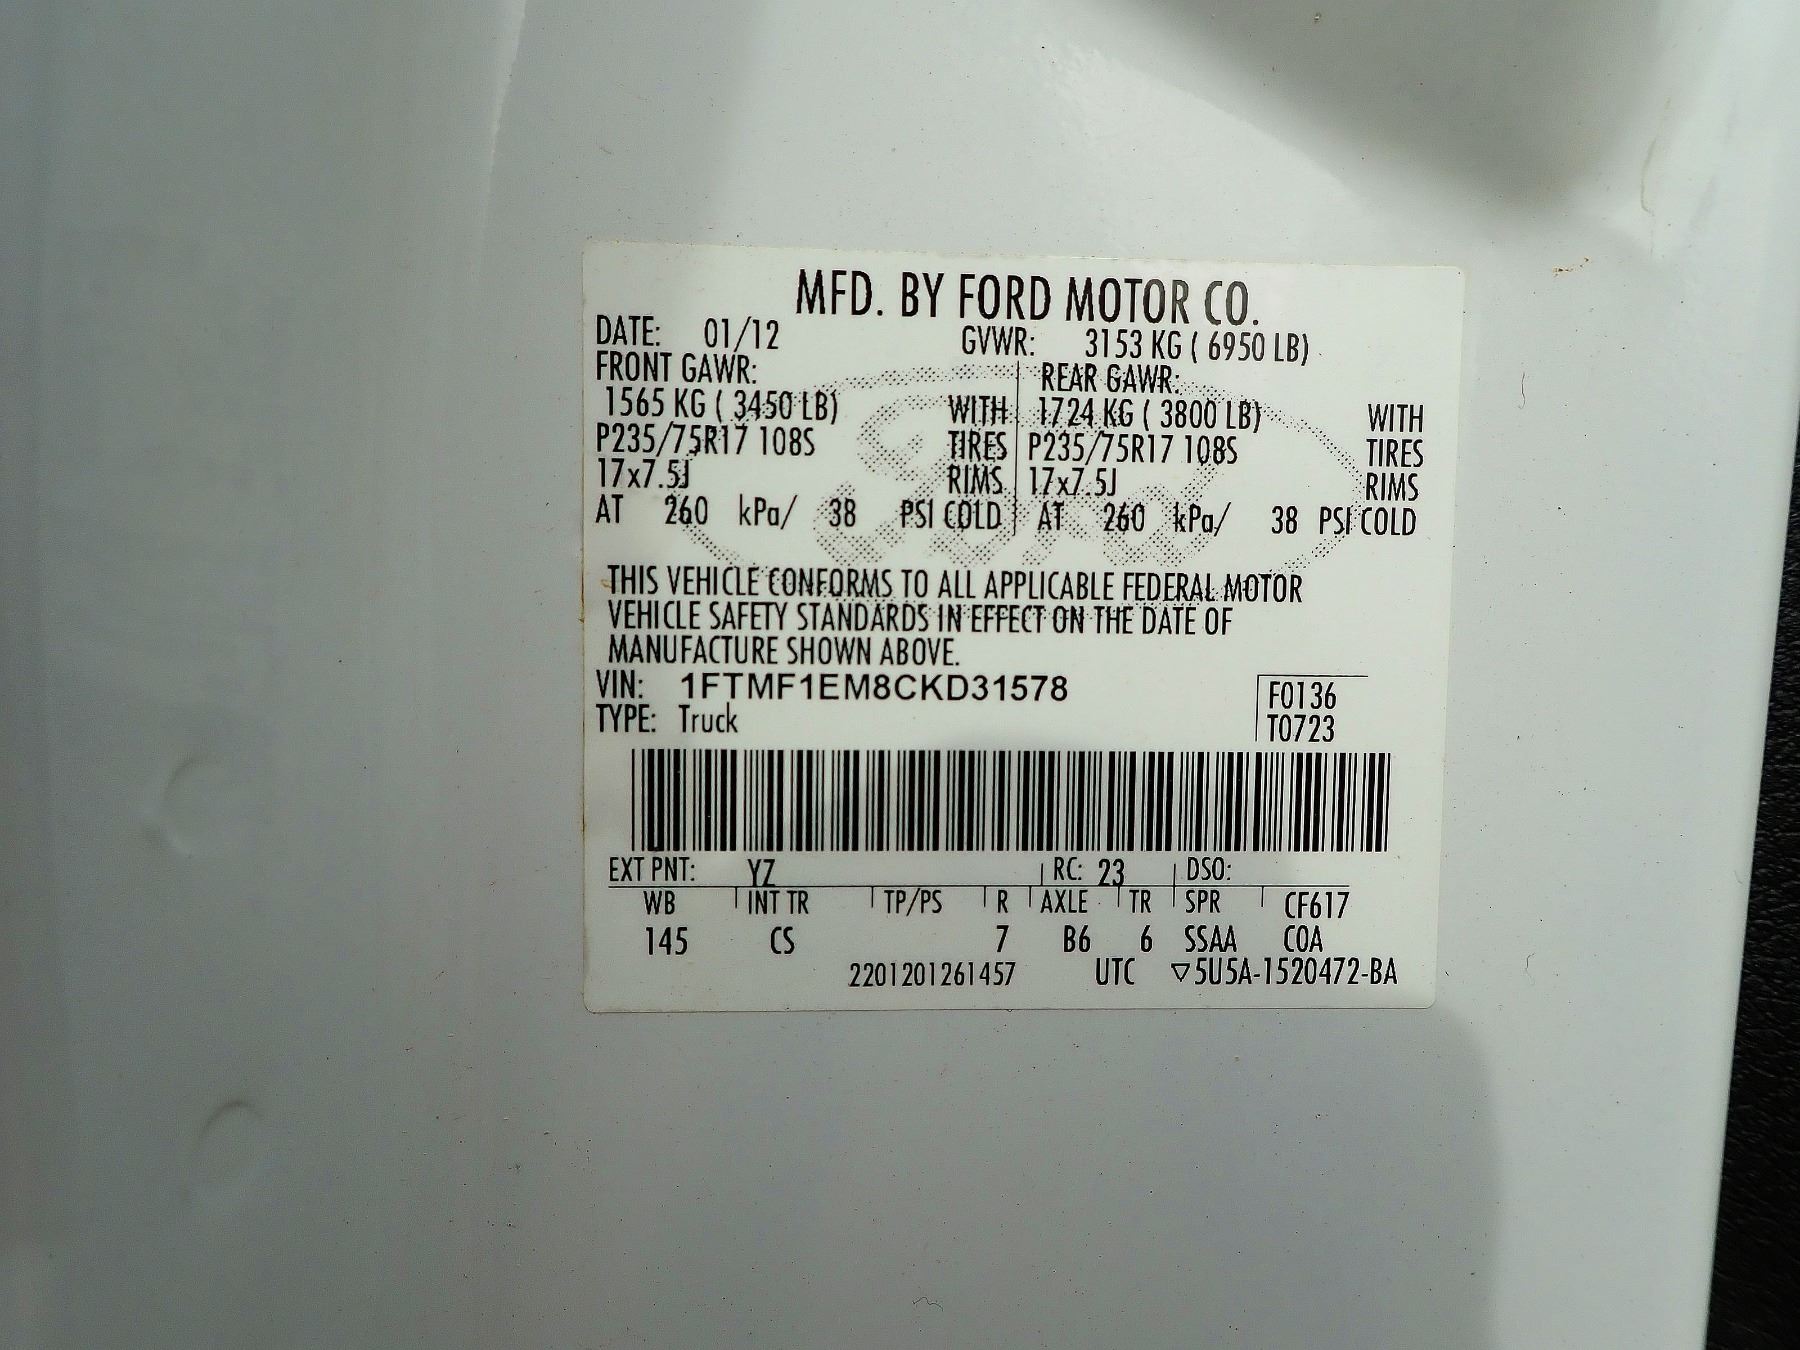 MFD. BY FORD MOTOR CO.
DATE: 01/12 GVWR: 3153 KG ( 6950 LB)
FRONT GAWR: REAR GAWR:
1565 KG ( 3450 LB) WITH 1724 KG ( 3800 LB) WITH
P235/75R17 108S TIRES P235/75R17 108S TIRES
17x7.5J RIMS 17x7.5J RIMS
AT 260 kPa/ 38 PSI COLD AT 260 kPa/ 38 PSI COLD
Ford
THIS VEHICLE CONFORMS TO ALL APPLICABLE FEDERAL MOTOR
VEHICLE SAFETY STANDARDS IN EFFECT ON THE DATE OF
MANUFACTURE SHOWN ABOVE.
VIN: 1FTMF1EM8CKD31578 F0136
TYPE: Truck T0723
EXT PNT: YZ RC: 23 DSO:
WB INT TR TP/PS R AXLE TR SPR CF617
145 CS 7 B6 6 SSAA COA
2201201261457 UTC ▽5U5A-1520472-BA